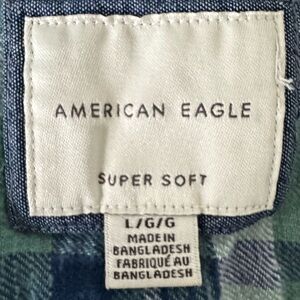 AMERICAN EAGLE
SUPER SOFT
L/G/G
MADE IN
BANGLADESH
FABRIQUÉ AU
BANGLADESH